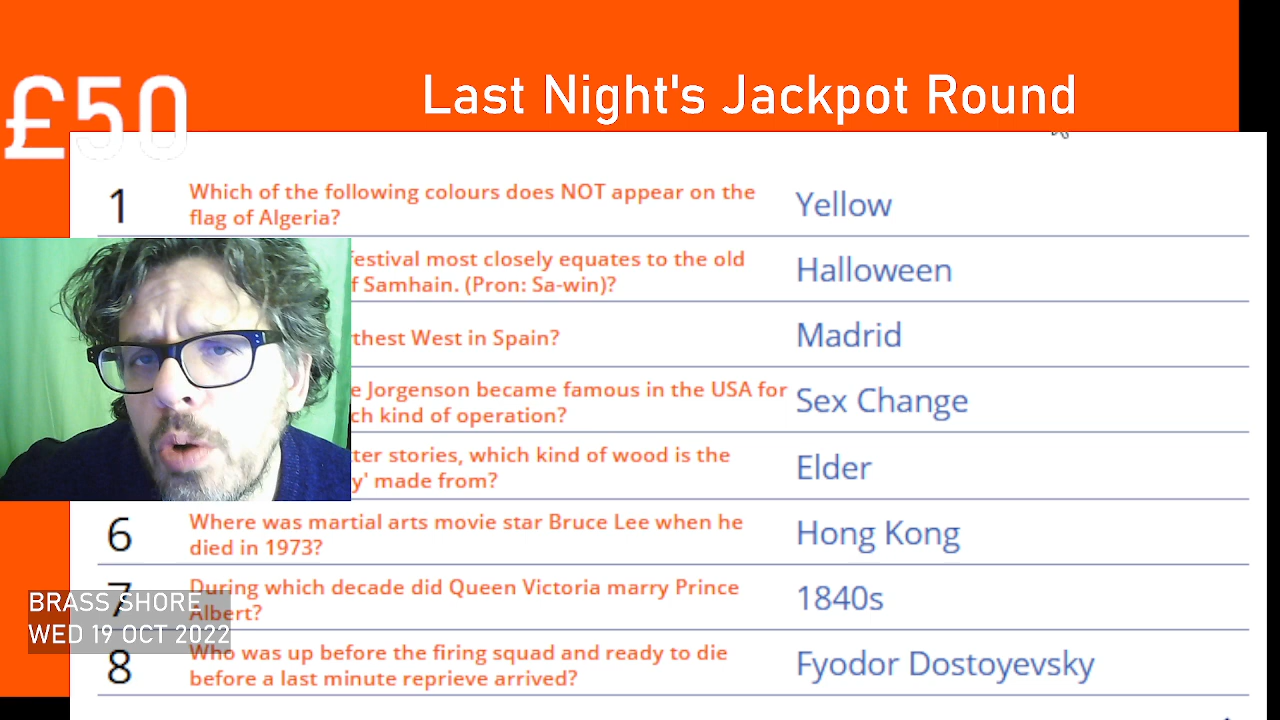 £50
Last Night's Jackpot Round
1
Which of the following colours does NOT appear on the
flag of Algeria?
Yellow
festival most closely equates to the old
f Samhain. (Pron: Sa-win)?
Halloween
thest West in Spain?
Madrid
e Jorgenson became famous in the USA for
ch kind of operation?
Sex Change
tter stories, which kind of wood is the
y' made from?
Elder
6
Where was martial arts movie star Bruce Lee when he
died in 1973?
Hong Kong
7
During which decade did Queen Victoria marry Prince
Albert?
1840s
BRASS SHORE
WED 19 OCT 2022
8
Who was up before the firing squad and ready to die
before a last minute reprieve arrived?
Fyodor Dostoyevsky